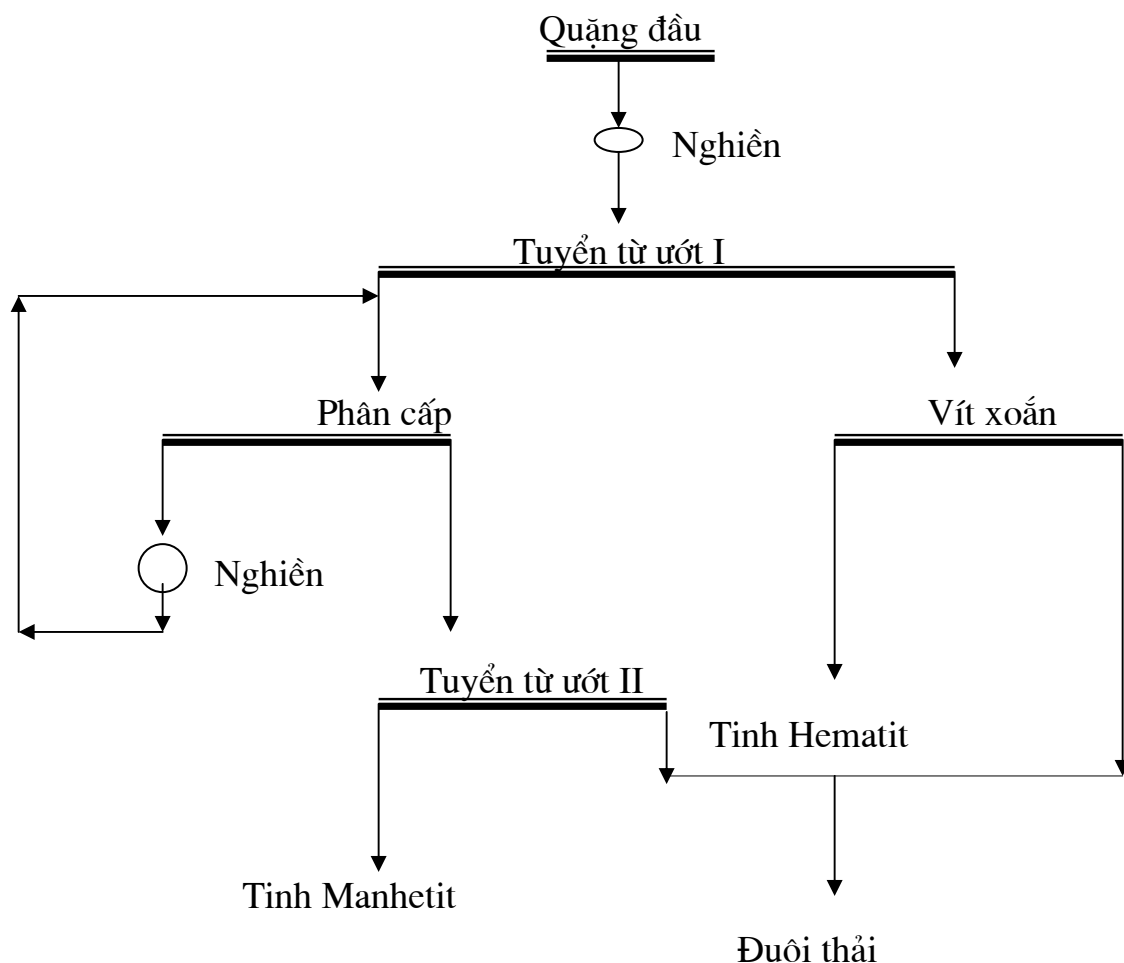 Quặng đầu
Nghiền
Tuyển từ ướt I
Phân cấp
Vít xoắn
Nghiền
Tuyển từ ướt II
Tinh Hematit
Tinh Manhetit
Đuôi thải